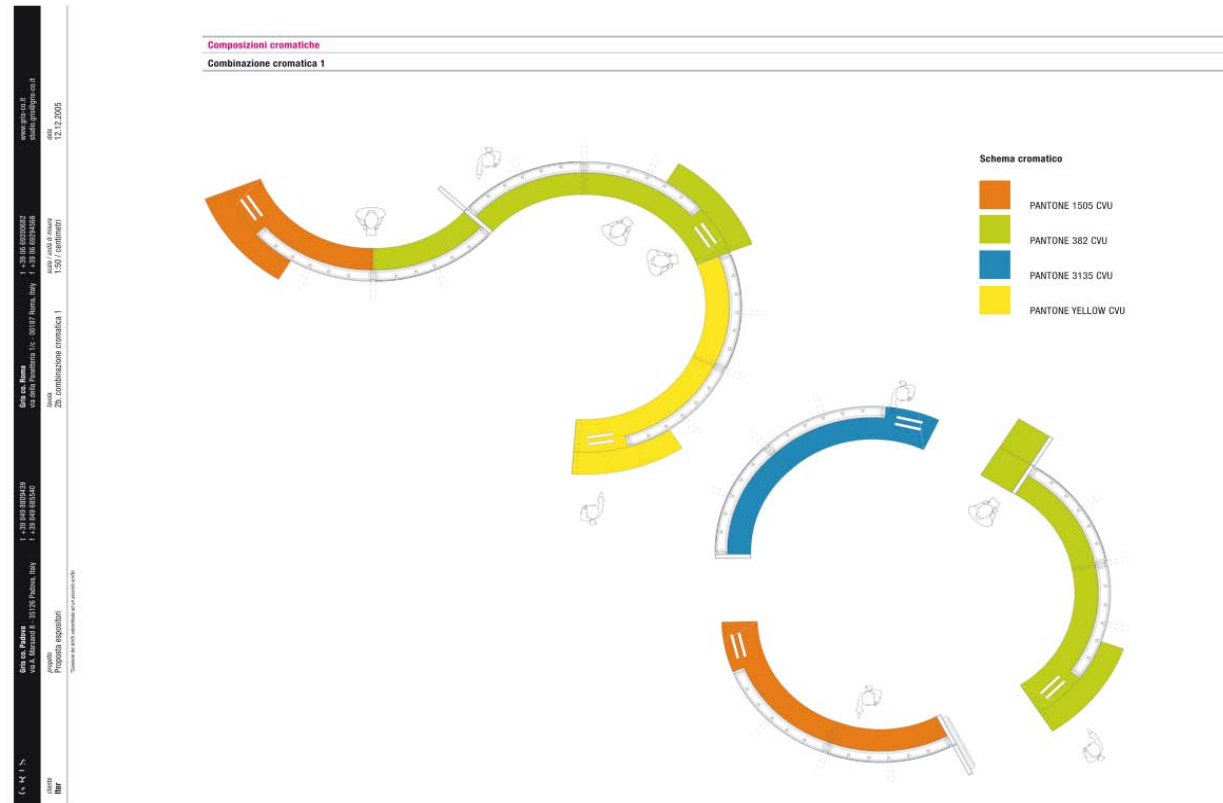 Composizioni cromatiche
Combinazione cromatica 1
Schema cromatico
PANTONE 1505 CVU
PANTONE 382 CVU
PANTONE 3135 CVU
PANTONE YELLOW CVU
GRIS
Gris co. Padova
via A. Marsand 8 - 35126 Padova, Italy
t +39 049 8809439
f +39 049 685540
Gris co. Roma
via della Panetteria 1/c - 00187 Roma, Italy
t +39 06 69200682
f +39 06 69294566
www.gris-co.it
studio.gris@gris-co.it
cliente
Iter
progetto
Proposta espositori
tavola
2b. combinazione cromatica 1
scala / unità di misura
1:50 / centimetri
data
12.12.2005